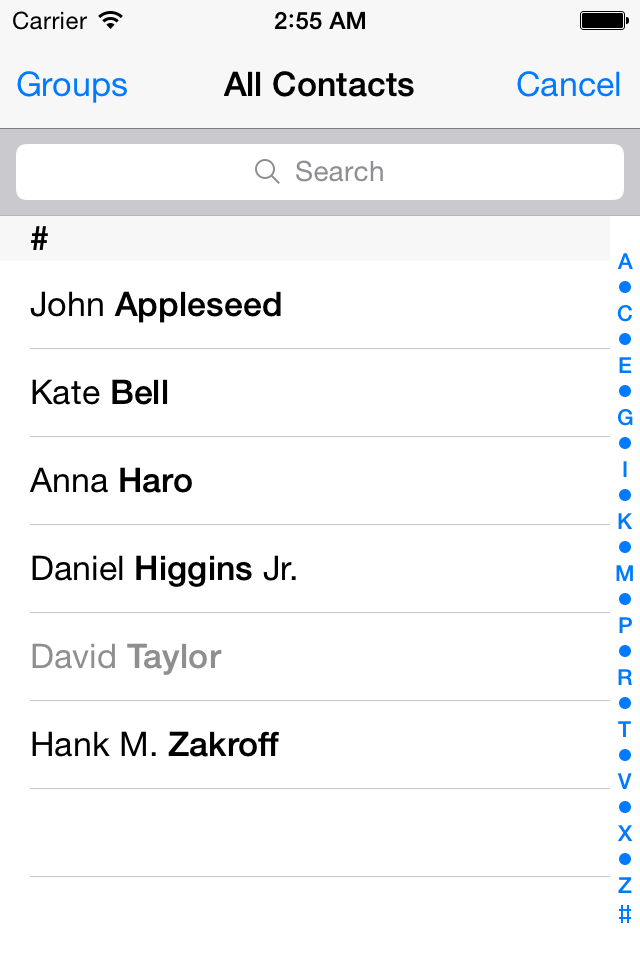 Carrier 2:55 AM
Groups All Contacts Cancel
Search
#
John Appleseed
Kate Bell
Anna Haro
Daniel Higgins Jr.
David Taylor
Hank M. Zakroff
A
C
E
G
I
K
M
P
R
T
V
X
Z
#